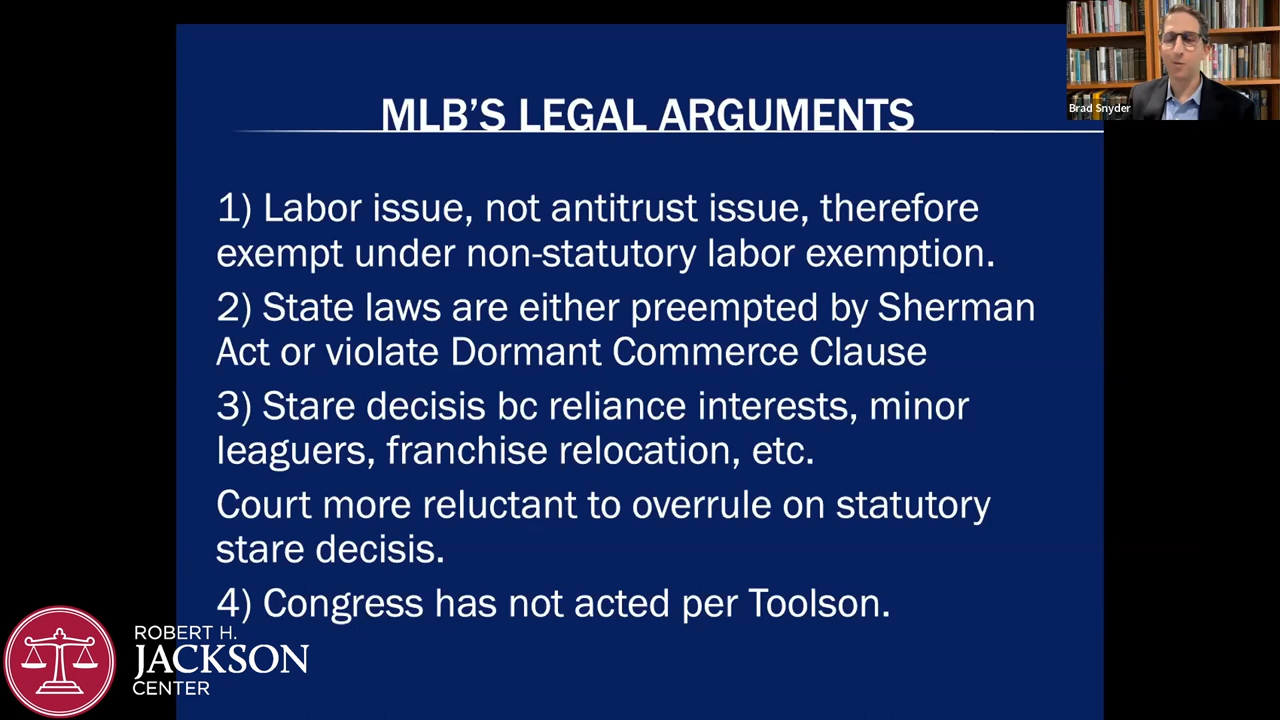 Brad Snyder
MLB'S LEGAL ARGUMENTS
1) Labor issue, not antitrust issue, therefore
exempt under non-statutory labor exemption.
2) State laws are either preempted by Sherman
Act or violate Dormant Commerce Clause
3) Stare decisis bc reliance interests, minor
leaguers, franchise relocation, etc.
Court more reluctant to overrule on statutory
stare decisis.
4) Congress has not acted per Toolson.
ROBERT H.
JACKSON
CENTER